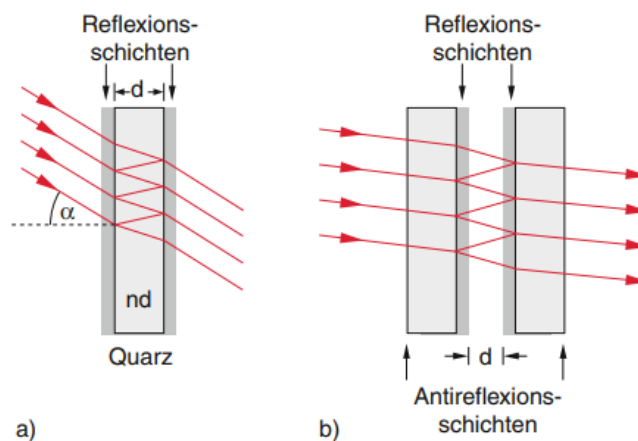 Reflexions-
schichten
d
α
nd
Quarz
a)
Reflexions-
schichten
d
Antireflexions-
schichten
b)